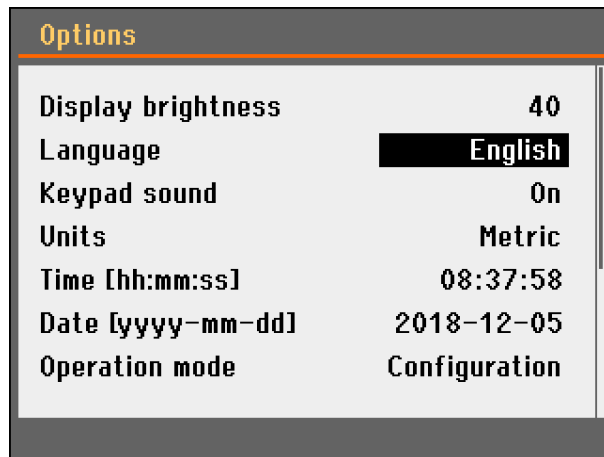 Options
Display brightness 40
Language English
Keypad sound On
Units Metric
Time [hh:mm:ss] 08:37:58
Date [yyyy-mm-dd] 2018-12-05
Operation mode Configuration